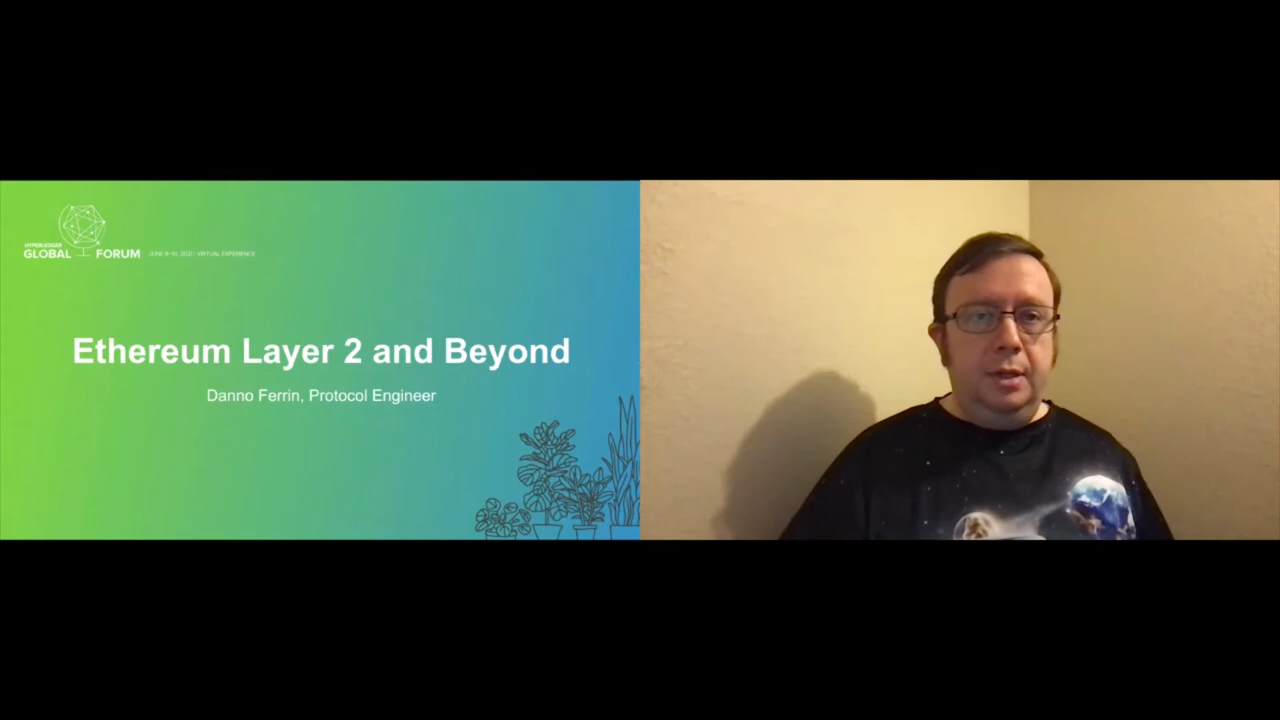 HYPERLEDGER
GLOBAL FORUM
JUNE 8-10, 2021 | VIRTUAL EXPERIENCE
Ethereum Layer 2 and Beyond
Danno Ferrin, Protocol Engineer